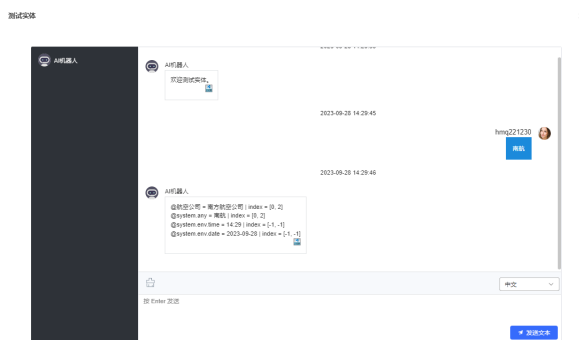 测试实体
AI机器人
AI机器人
欢迎测试实体。
2023-09-28 14:29:45
hmq221230
南航
2023-09-28 14:29:46
AI机器人
@航空公司 = 南方航空公司 | index = [0, 2]
@system.any = 南航 | index = [0, 2]
@system.env.time = 14:29 | index = [-1, -1]
@system.env.date = 2023-09-28 | index = [-1, -1]
中文
按 Enter 发送
发送文本